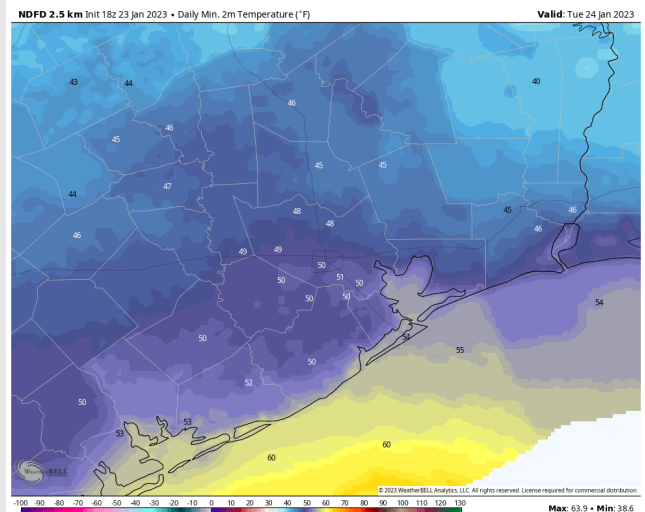 NDFD 2.5 km Init 18z 23 Jan 2023 • Daily Min. 2m Temperature (°F) Valid: Tue 24 Jan 2023
43 44 40
46
45 46
45 45
47
44
48 45 46
46 48 46
49 49
50
50 51 50
50 50 54
50 54
55
50
52
50
53
53
60
60
WeatherBELL
© 2023 WeatherBELL Analytics, LLC. All rights reserved. License required for commercial distribution.
-100 -90 -80 -70 -60 -50 -40 -30 -20 -10 0 10 20 30 40 50 60 70 80 90 100 110 120 130
Max: 63.9 • Min: 38.6